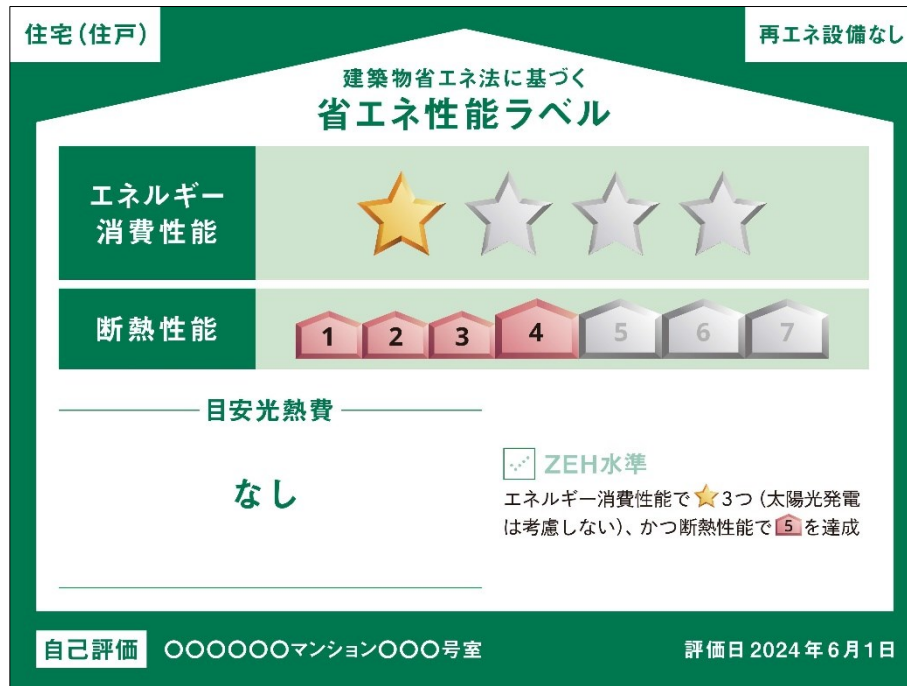 住宅(住戸)
再エネ設備なし
建築物省エネ法に基づく
省エネ性能ラベル
エネルギー
消費性能
断熱性能
1 2 3 4 5 6 7
目安光熱費
なし
ZEH水準
エネルギー消費性能で3つ(太陽光発電
は考慮しない)、かつ断熱性能で5を達成
自己評価
〇〇〇〇〇〇マンション〇〇〇号室
評価日2024年6月1日